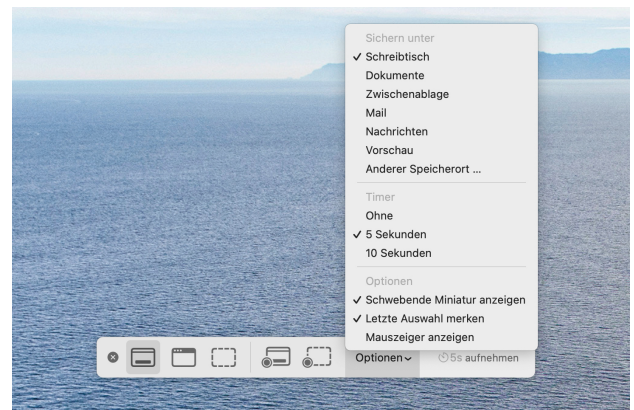 Sichern unter
✓ Schreibtisch
Dokumente
Zwischenablage
Mail
Nachrichten
Vorschau
Anderer Speicherort ...
Timer
Ohne
✓ 5 Sekunden
10 Sekunden
Optionen
✓ Schwebende Miniatur anzeigen
✓ Letzte Auswahl merken
Mauszeiger anzeigen
Optionen
5s aufnehmen